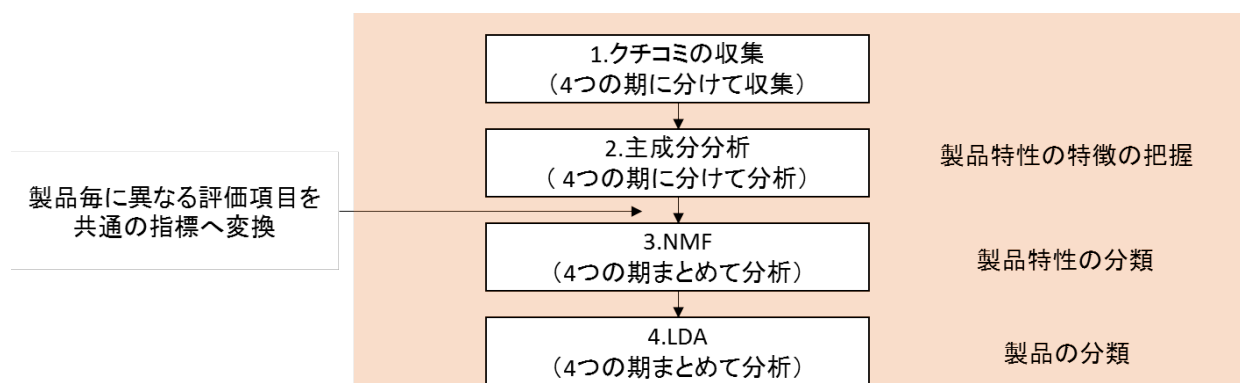 1.クチコミの収集
（4つの期に分けて収集）
2.主成分分析
（ 4つの期に分けて分析）
製品特性の特徴の把握
製品毎に異なる評価項目を
共通の指標へ変換
3.NMF
（4つの期まとめて分析）
製品特性の分類
4.LDA
（4つの期まとめて分析）
製品の分類